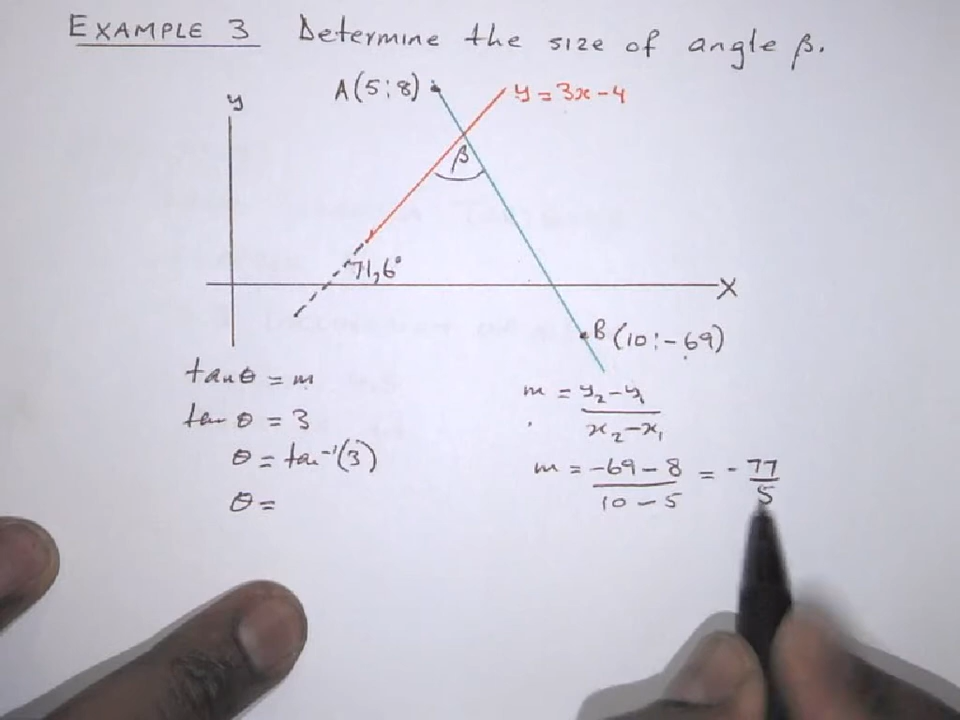 EXAMPLE 3 Determine the size of angle β.
A(5;8)
y = 3x-4
y
β
71,6°
X
B (10;-69)
tanθ = m
tan θ = 3
θ = tan⁻¹(3)
θ =
m = y₂-y₁ / x₂-x₁
m = -69-8 / 10-5 = -77/5